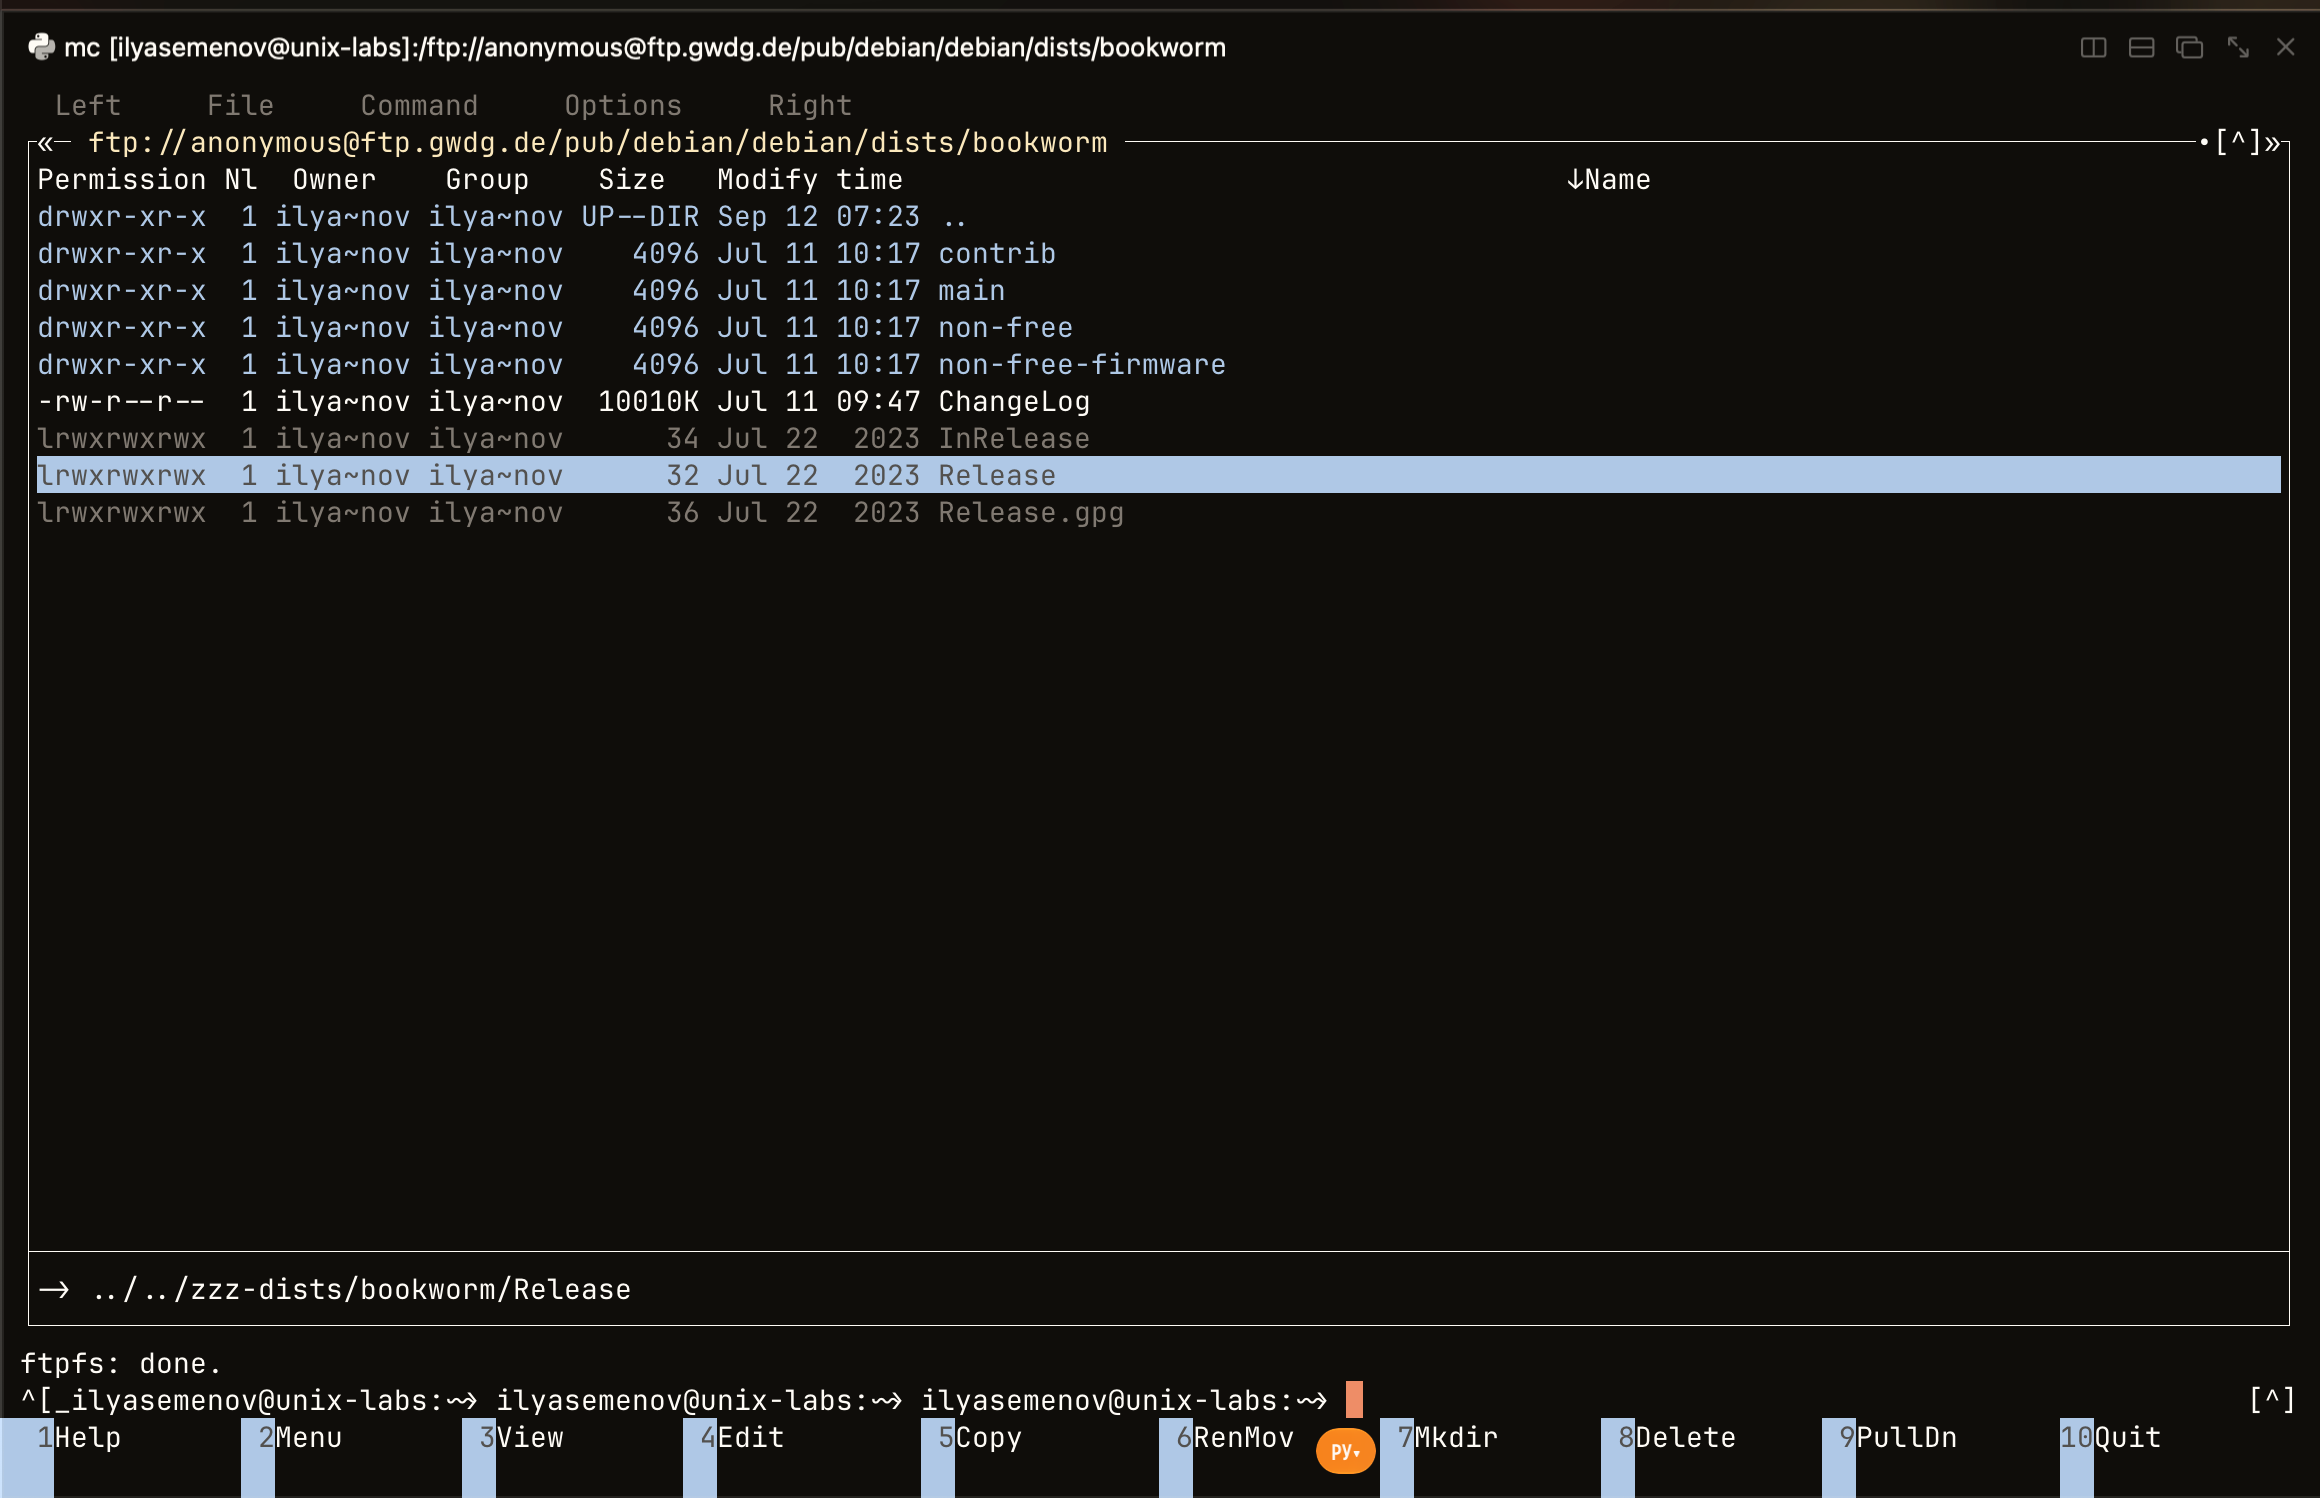 mc [ilyasemenov@unix-labs]:/ftp://anonymous@ftp.gwdg.de/pub/debian/debian/dists/bookworm
Left File Command Options Right
«─ ftp://anonymous@ftp.gwdg.de/pub/debian/debian/dists/bookworm •[^]»
Permission Nl Owner Group Size Modify time ↓Name
drwxr-xr-x 1 ilya~nov ilya~nov UP--DIR Sep 12 07:23 ..
drwxr-xr-x 1 ilya~nov ilya~nov 4096 Jul 11 10:17 contrib
drwxr-xr-x 1 ilya~nov ilya~nov 4096 Jul 11 10:17 main
drwxr-xr-x 1 ilya~nov ilya~nov 4096 Jul 11 10:17 non-free
drwxr-xr-x 1 ilya~nov ilya~nov 4096 Jul 11 10:17 non-free-firmware
-rw-r--r-- 1 ilya~nov ilya~nov 10010K Jul 11 09:47 ChangeLog
lrwxrwxrwx 1 ilya~nov ilya~nov 34 Jul 22 2023 InRelease
lrwxrwxrwx 1 ilya~nov ilya~nov 32 Jul 22 2023 Release
lrwxrwxrwx 1 ilya~nov ilya~nov 36 Jul 22 2023 Release.gpg
-> ../../zzz-dists/bookworm/Release
ftpfs: done.
^[_ilyasemenov@unix-labs:~> ilyasemenov@unix-labs:~> ilyasemenov@unix-labs:~> [^]
1Help 2Menu 3View 4Edit 5Copy 6RenMov 7Mkdir 8Delete 9PullDn 10Quit
PY▾